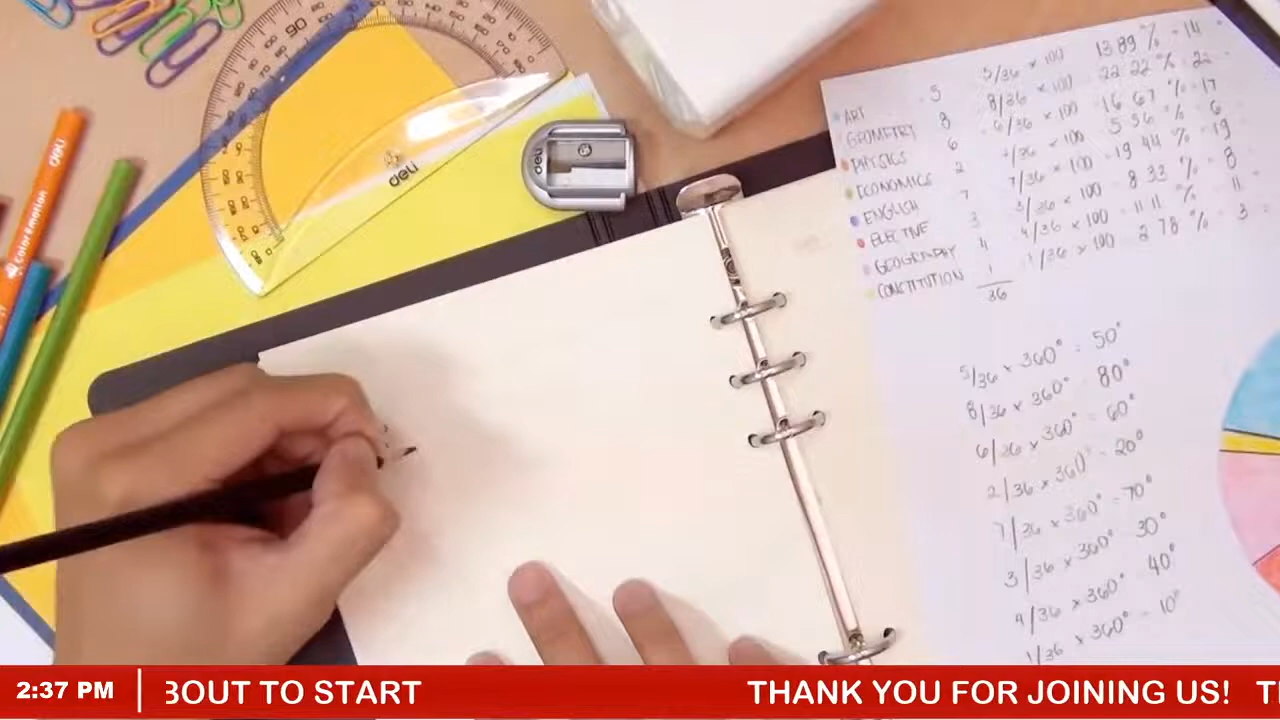 90
deli
deli
deli
Color Emotion
ART 5 5/36 x 100 13.89 % = 14
GEOMETRY 8 8/36 x 100 22.22 % = 22
PHYSICS 6 6/36 x 100 16.67 % = 17
ECONOMICS 2 2/36 x 100 5.56 % = 6
ENGLISH 7 7/36 x 100 19.44 % = 19
ELECTIVE 3 3/36 x 100 8.33 % = 8
GEOGRAPHY 4 4/36 x 100 11.11 % = 11
CONSTITUTION 1 1/36 x 100 2.78 % = 3
36
5/36 x 360° = 50°
8/36 x 360° = 80°
6/36 x 360° = 60°
2/36 x 360° = 20°
7/36 x 360° = 70°
3/36 x 360° = 30°
4/36 x 360° = 40°
1/36 x 360° = 10°
2:37 PM
BOUT TO START
THANK YOU FOR JOINING US!